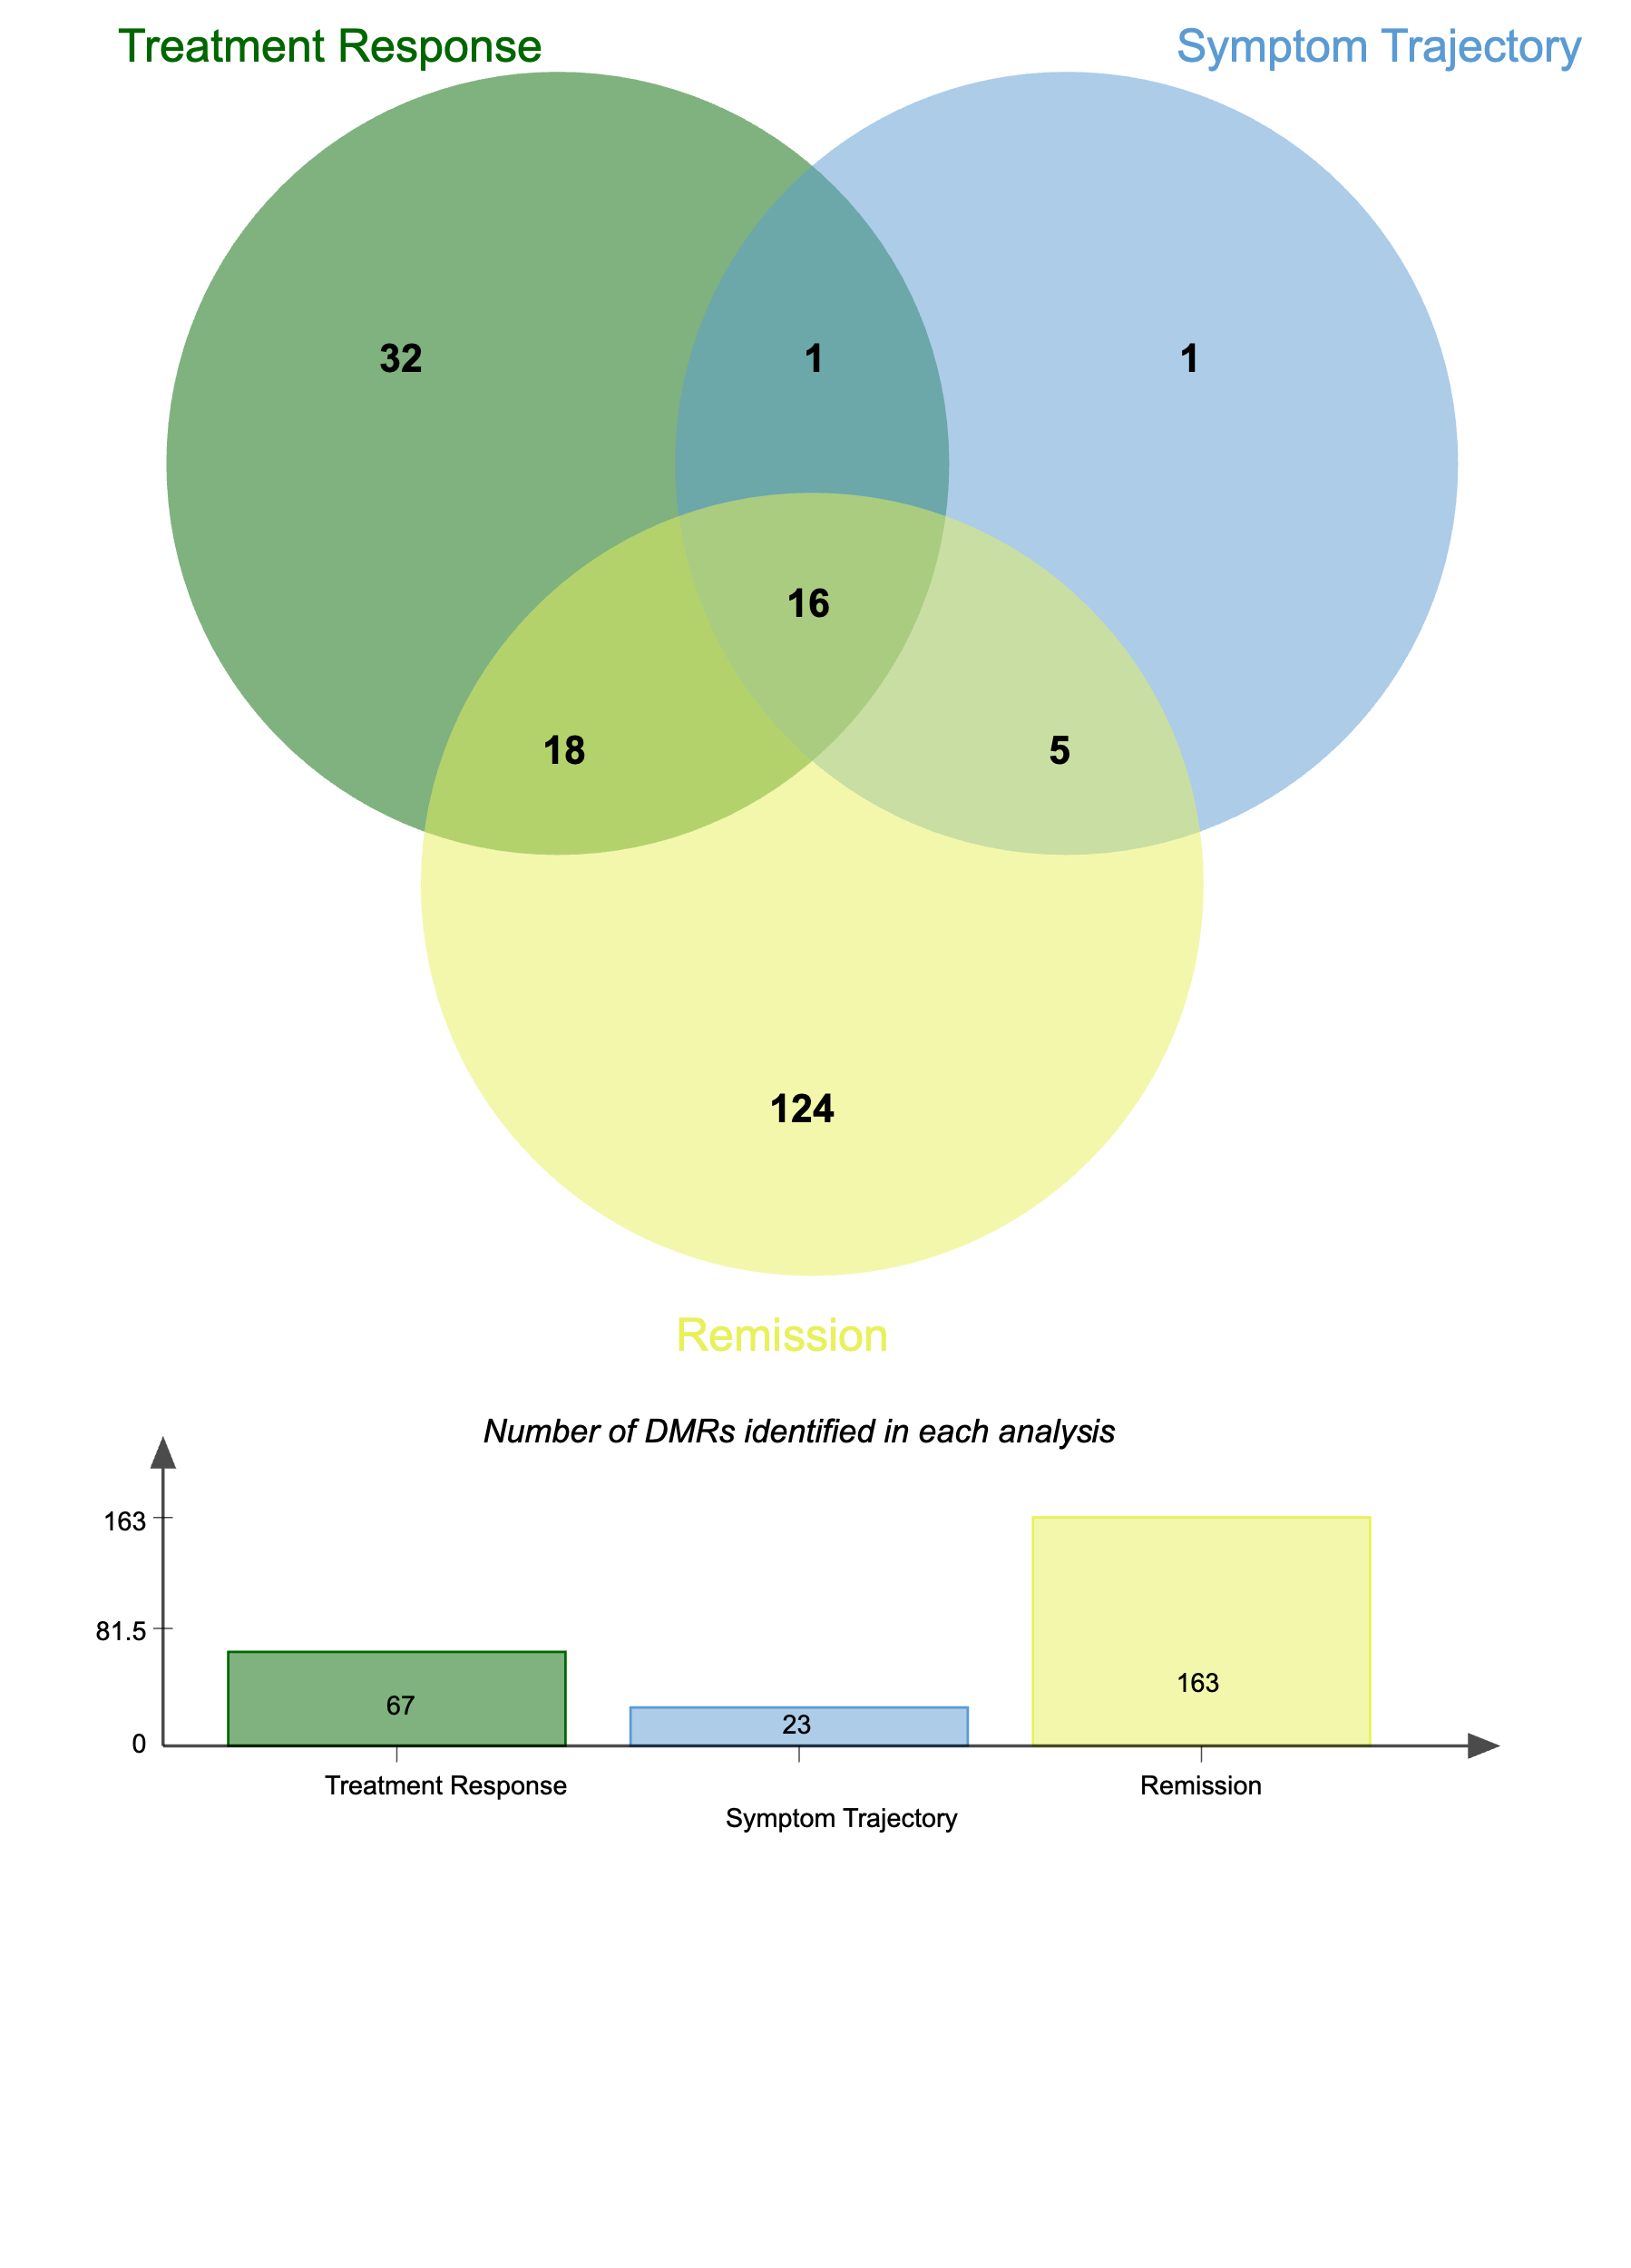 Treatment Response
Symptom Trajectory
32
1
1
16
18
5
124
Remission
Number of DMRs identified in each analysis
163
81.5
0
67
23
163
Treatment Response
Symptom Trajectory
Remission